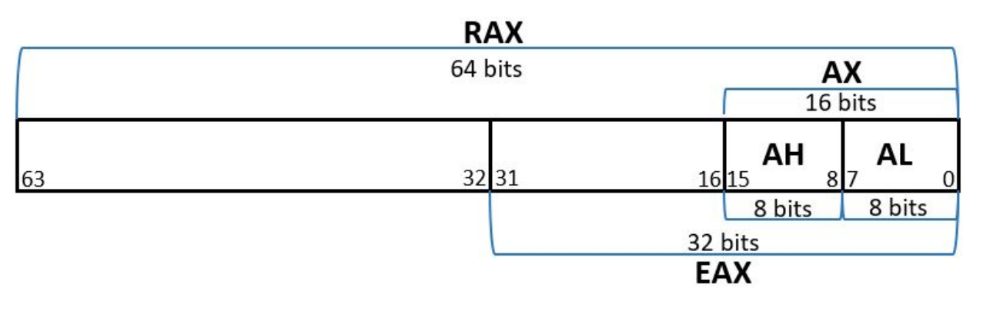 RAX
64 bits
AX
16 bits
AH AL
63 32 31 16 15 8 7 0
8 bits 8 bits
32 bits
EAX